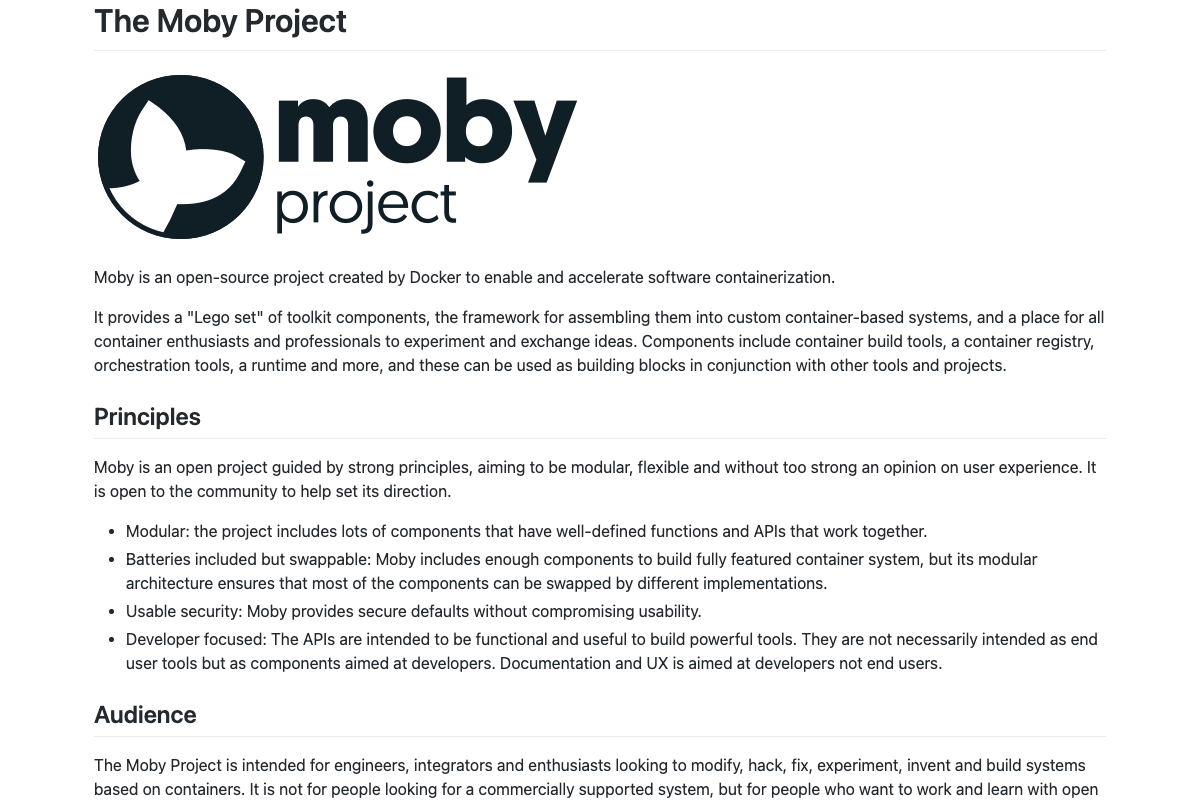 The Moby Project
moby
project
Moby is an open-source project created by Docker to enable and accelerate software containerization.
It provides a "Lego set" of toolkit components, the framework for assembling them into custom container-based systems, and a place for all
container enthusiasts and professionals to experiment and exchange ideas. Components include container build tools, a container registry,
orchestration tools, a runtime and more, and these can be used as building blocks in conjunction with other tools and projects.
Principles
Moby is an open project guided by strong principles, aiming to be modular, flexible and without too strong an opinion on user experience. It
is open to the community to help set its direction.
• Modular: the project includes lots of components that have well-defined functions and APIs that work together.
• Batteries included but swappable: Moby includes enough components to build fully featured container system, but its modular
architecture ensures that most of the components can be swapped by different implementations.
• Usable security: Moby provides secure defaults without compromising usability.
• Developer focused: The APIs are intended to be functional and useful to build powerful tools. They are not necessarily intended as end
user tools but as components aimed at developers. Documentation and UX is aimed at developers not end users.
Audience
The Moby Project is intended for engineers, integrators and enthusiasts looking to modify, hack, fix, experiment, invent and build systems
based on containers. It is not for people looking for a commercially supported system, but for people who want to work and learn with open